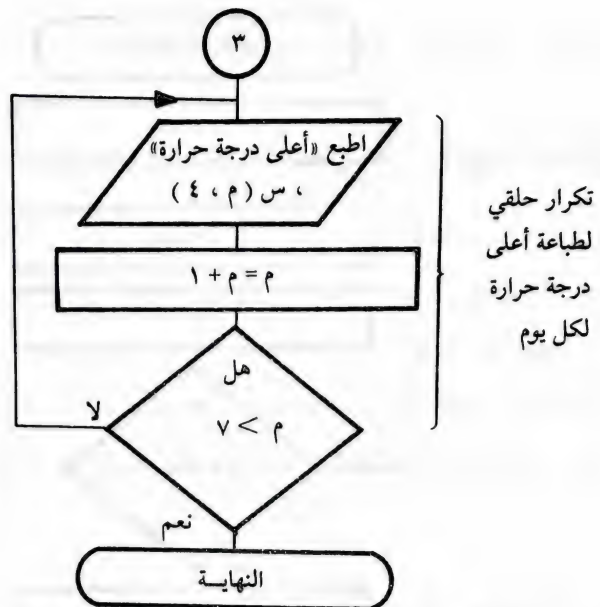 ٣
اطبع «أعلى درجة حرارة»
، س ( م ، ٤ )
م = م + ١
هل
م > ٧
لا
نعم
النهايـة
تكرار حلقي
لطباعة أعلى
درجة حرارة
لكل يوم